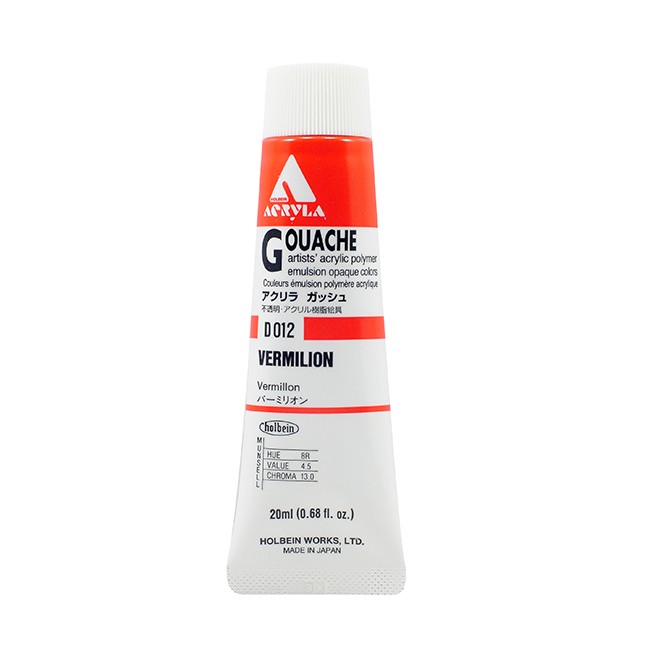 HOLBEIN
ACRYLA
GOUACHE
artists' acrylic polymer
emulsion opaque colors
Couleurs émulsion polymère acrylique
アクリラ ガッシュ
不透明・アクリル樹脂絵具
D 012
VERMILION
Vermillon
バーミリオン
holbein
MUNSELL
HUE 8R
VALUE 4.5
CHROMA 13.0
20ml (0.68 fl. oz.)
HOLBEIN WORKS, LTD.
MADE IN JAPAN